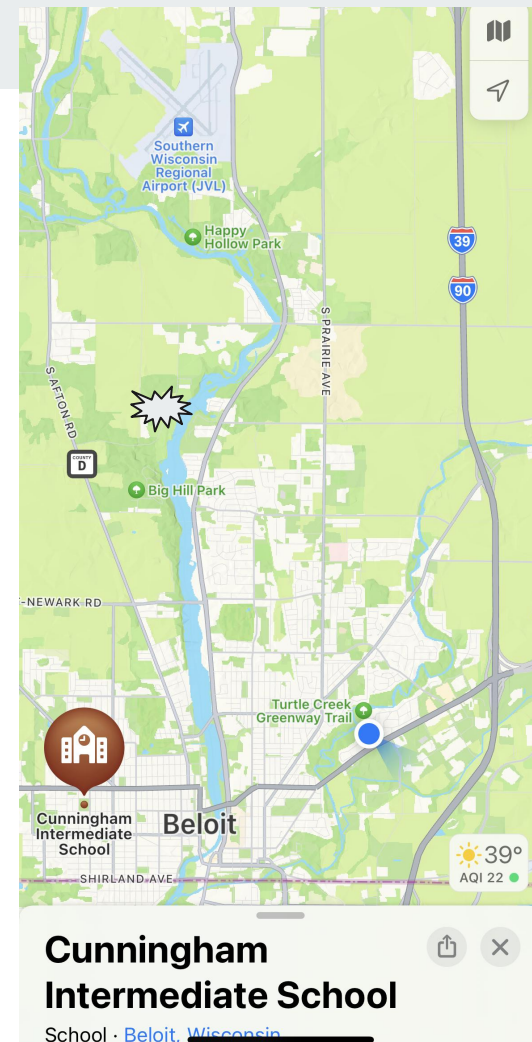 Southern
Wisconsin
Regional
Airport (JVL)
Happy
Hollow Park
39
90
S PRAIRIE AVE
S AFTON RD
COUNTY
D
Big Hill Park
-NEWARK RD
Turtle Creek
Greenway Trail
Cunningham
Intermediate
School
Beloit
39°
AQI 22
SHIRLAND AVE
Cunningham
Intermediate School
School · Beloit, Wisconsin